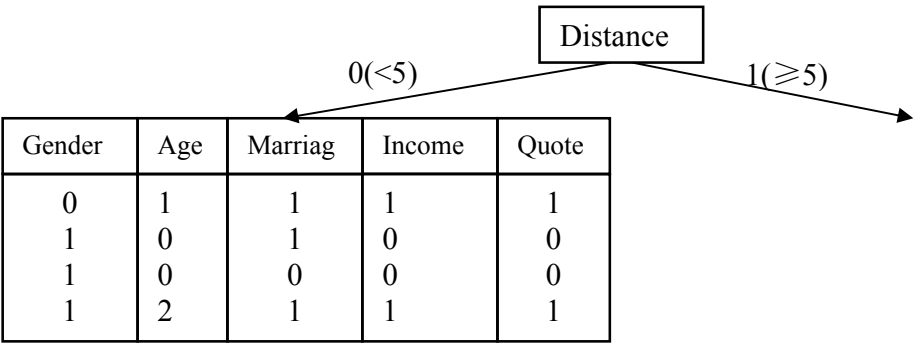 Distance
0(<5) 1(≥5)
Gender Age Marriag Income Quote
0 1 1 1 1
1 0 1 0 0
1 0 0 0 0
1 2 1 1 1